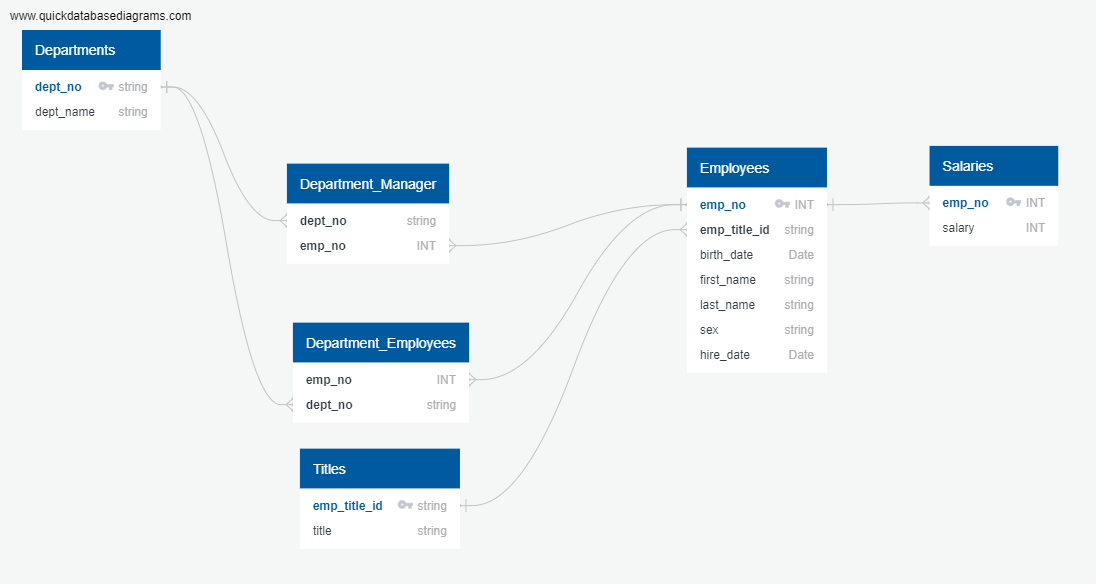 www.quickdatabasediagrams.com
Departments
dept_no string
dept_name string
Department_Manager
dept_no string
emp_no INT
Department_Employees
emp_no INT
dept_no string
Titles
emp_title_id string
title string
Employees
emp_no INT
emp_title_id string
birth_date Date
first_name string
last_name string
sex string
hire_date Date
Salaries
emp_no INT
salary INT